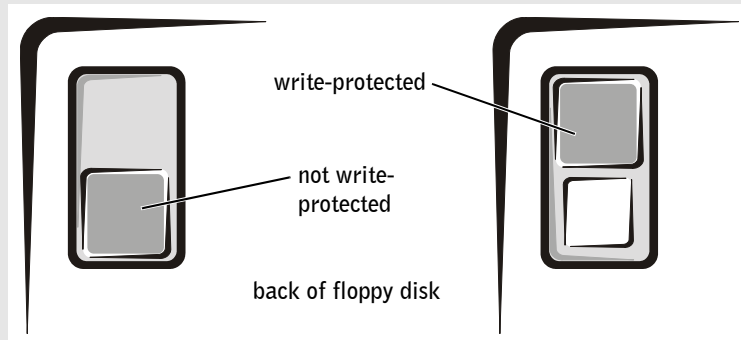 write-protected
not write-
protected
back of floppy disk